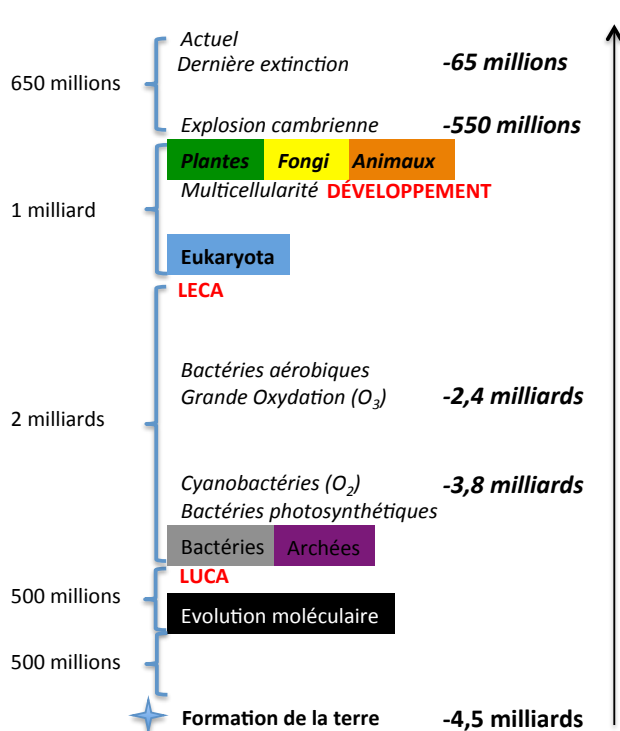 Actuel
Dernière extinction -65 millions
650 millions
Explosion cambrienne -550 millions
Plantes Fongi Animaux
Multicellularité DÉVELOPPEMENT
1 milliard
Eukaryota
LECA
Bactéries aérobiques
Grande Oxydation (O3) -2,4 milliards
2 milliards
Cyanobactéries (O2) -3,8 milliards
Bactéries photosynthétiques
Bactéries Archées
LUCA
500 millions
Evolution moléculaire
500 millions
Formation de la terre -4,5 milliards